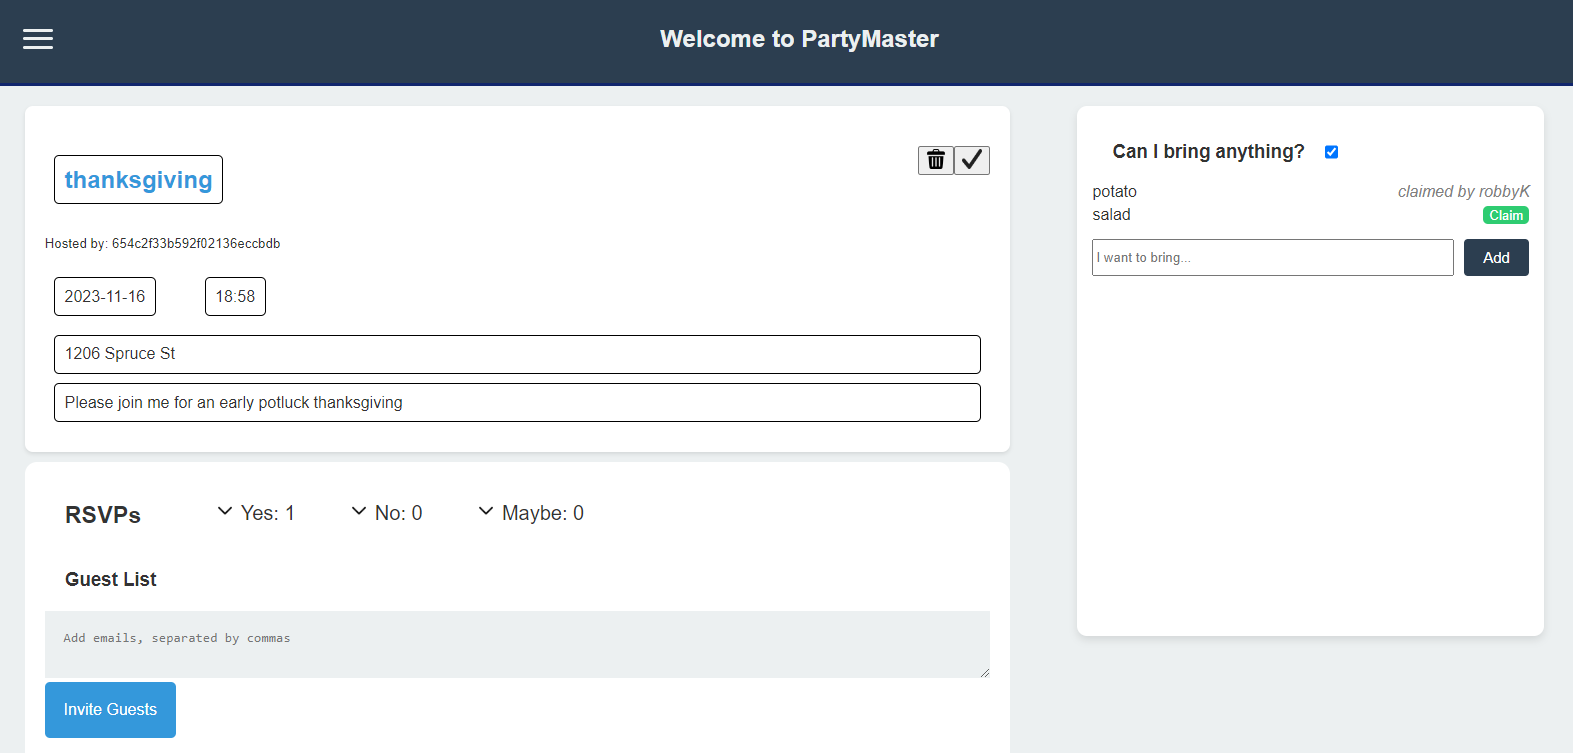 Welcome to PartyMaster
thanksgiving
Hosted by: 654c2f33b592f02136eccbdb
2023-11-16 18:58
1206 Spruce St
Please join me for an early potluck thanksgiving
RSVPs Yes: 1 No: 0 Maybe: 0
Guest List
Add emails, separated by commas
Invite Guests
Can I bring anything?
potato claimed by robbyK
salad Claim
I want to bring... Add